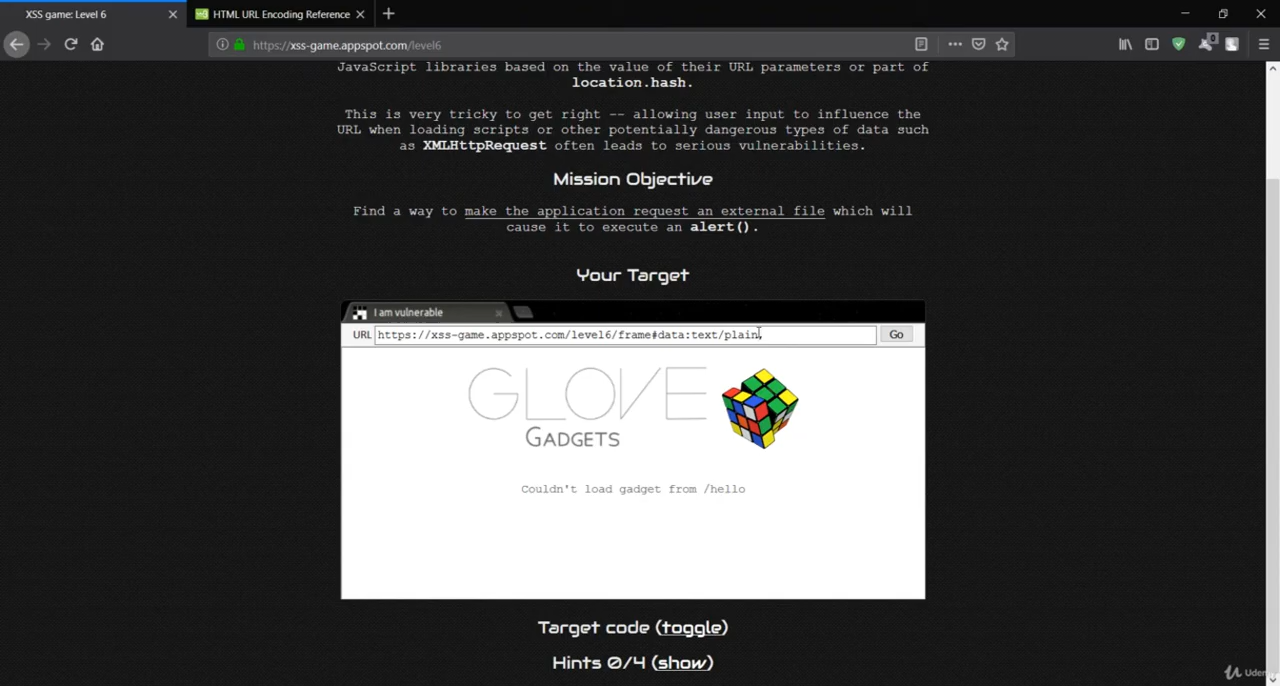 XSS game: Level 6
HTML URL Encoding Reference
https://xss-game.appspot.com/level6
JavaScript libraries based on the value of their URL parameters or part of
location.hash.
This is very tricky to get right -- allowing user input to influence the
URL when loading scripts or other potentially dangerous types of data such
as XMLHttpRequest often leads to serious vulnerabilities.
Mission Objective
Find a way to make the application request an external file which will
cause it to execute an alert().
Your Target
I am vulnerable
URL https://xss-game.appspot.com/level6/frame#data:text/plain, Go
GLOVE
GADGETS
Couldn't load gadget from /hello
Target code (toggle)
Hints 0/4 (show)